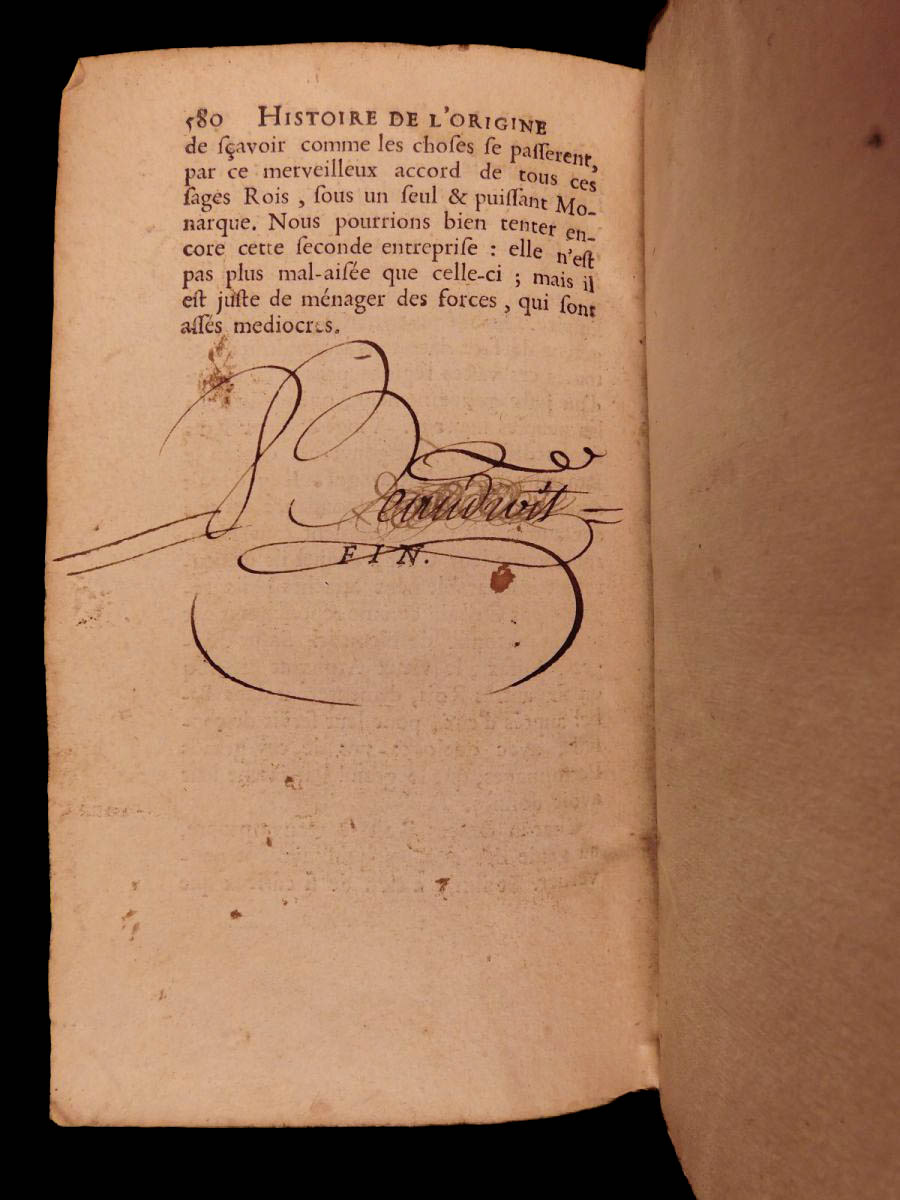 580 HISTOIRE DE L'ORIGINE
de sçavoir comme les choſes ſe paſſerent,
par ce merveilleux accord de tous ces
ſages Rois , ſous un ſeul & puiſſant Mo-
narque. Nous pourrions bien tenter en-
core cette ſeconde entrepriſe : elle n'eſt
pas plus mal-aiſée que celle-ci ; mais il
eſt juſte de ménager des forces , qui ſont
aſſés mediocres.
Beaudroit
FIN.